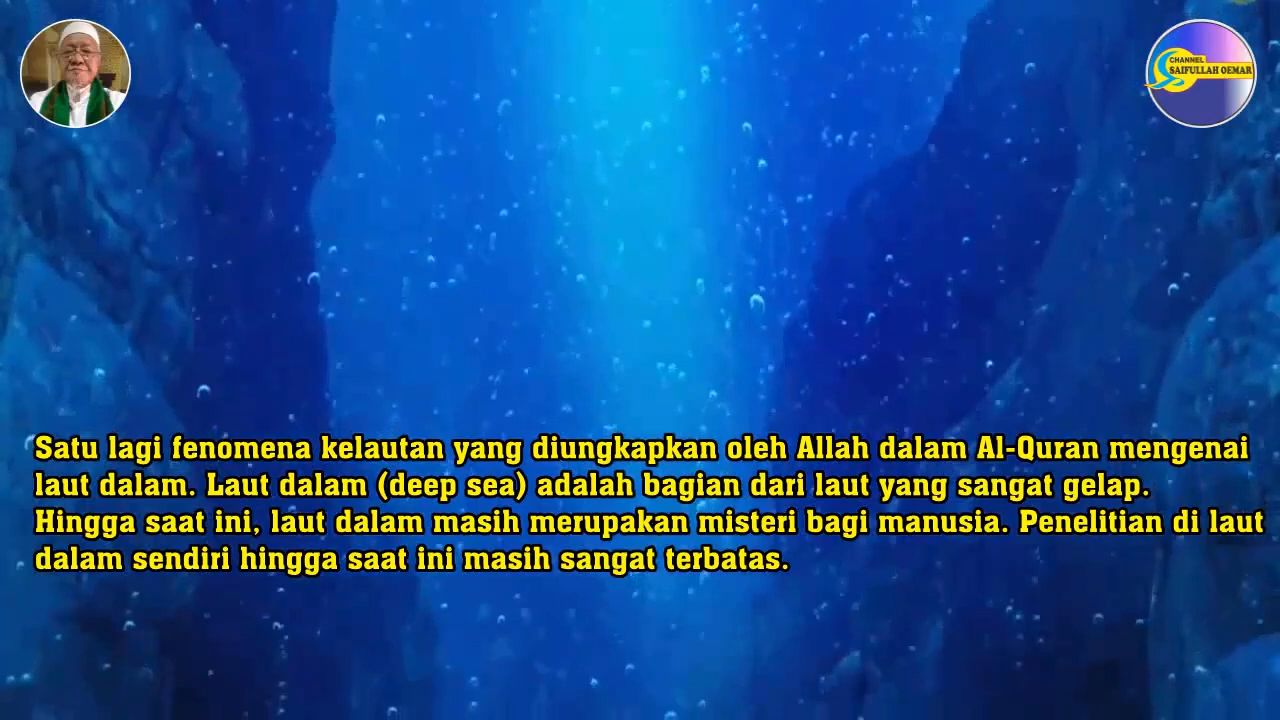 CHANNEL
SAIFULLAH OEMAR
Satu lagi fenomena kelautan yang diungkapkan oleh Allah dalam Al-Quran mengenai
laut dalam. Laut dalam (deep sea) adalah bagian dari laut yang sangat gelap.
Hingga saat ini, laut dalam masih merupakan misteri bagi manusia. Penelitian di laut
dalam sendiri hingga saat ini masih sangat terbatas.